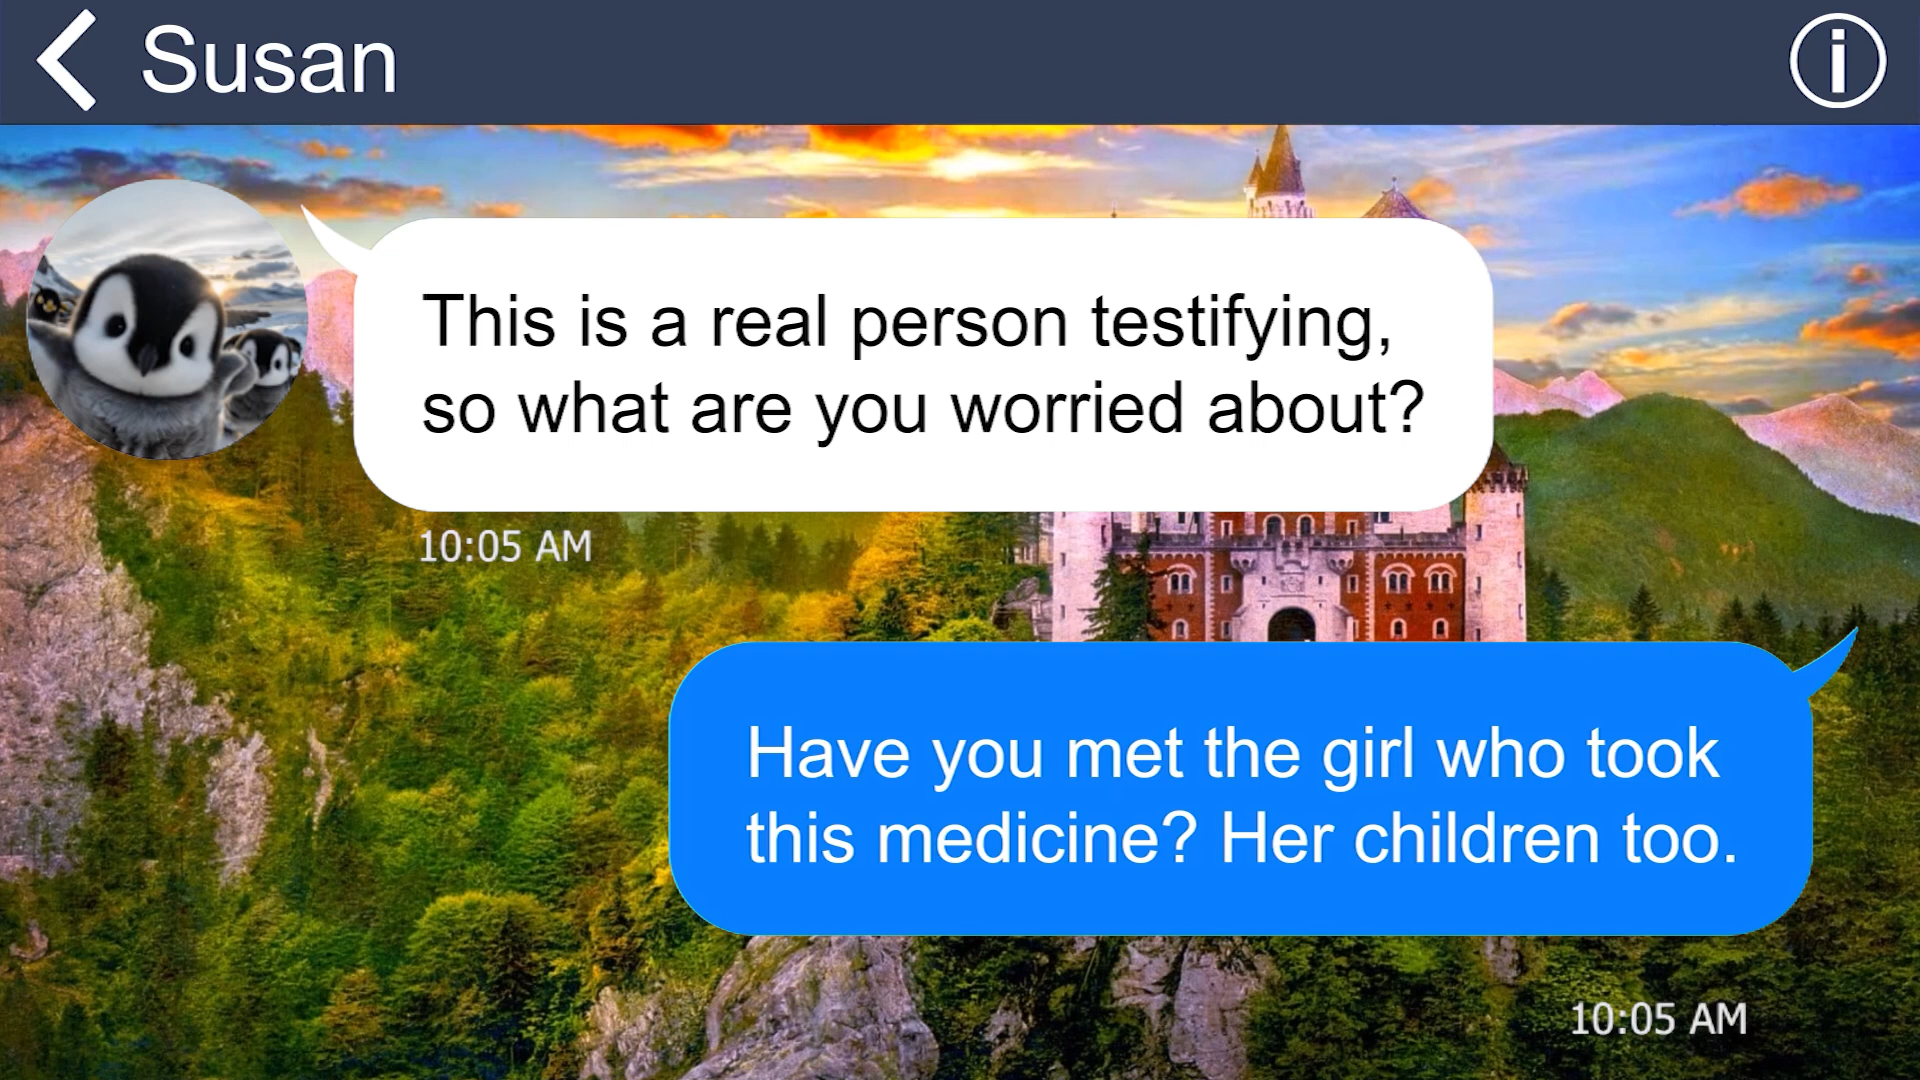 Susan
This is a real person testifying,
so what are you worried about?
10:05 AM
Have you met the girl who took
this medicine? Her children too.
10:05 AM